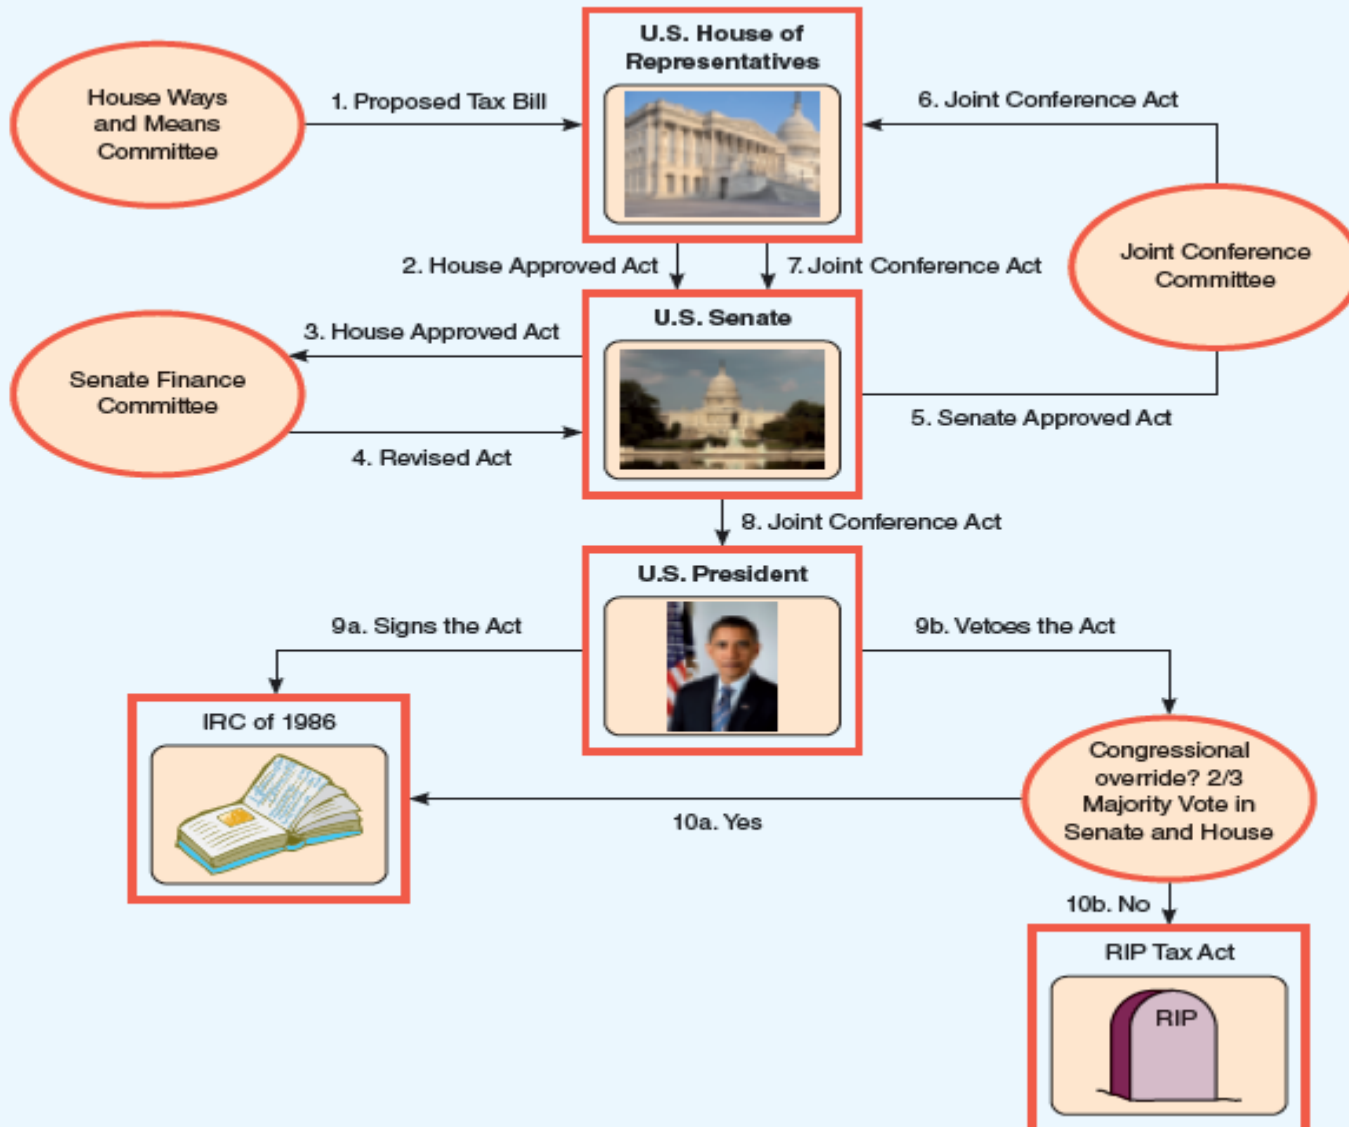 U.S. House of
Representatives
House Ways
and Means
Committee
1. Proposed Tax Bill
6. Joint Conference Act
Joint Conference
Committee
2. House Approved Act
7. Joint Conference Act
U.S. Senate
3. House Approved Act
Senate Finance
Committee
4. Revised Act
5. Senate Approved Act
8. Joint Conference Act
U.S. President
9a. Signs the Act
9b. Vetoes the Act
IRC of 1986
Congressional
override? 2/3
Majority Vote in
Senate and House
10a. Yes
10b. No
RIP Tax Act
RIP